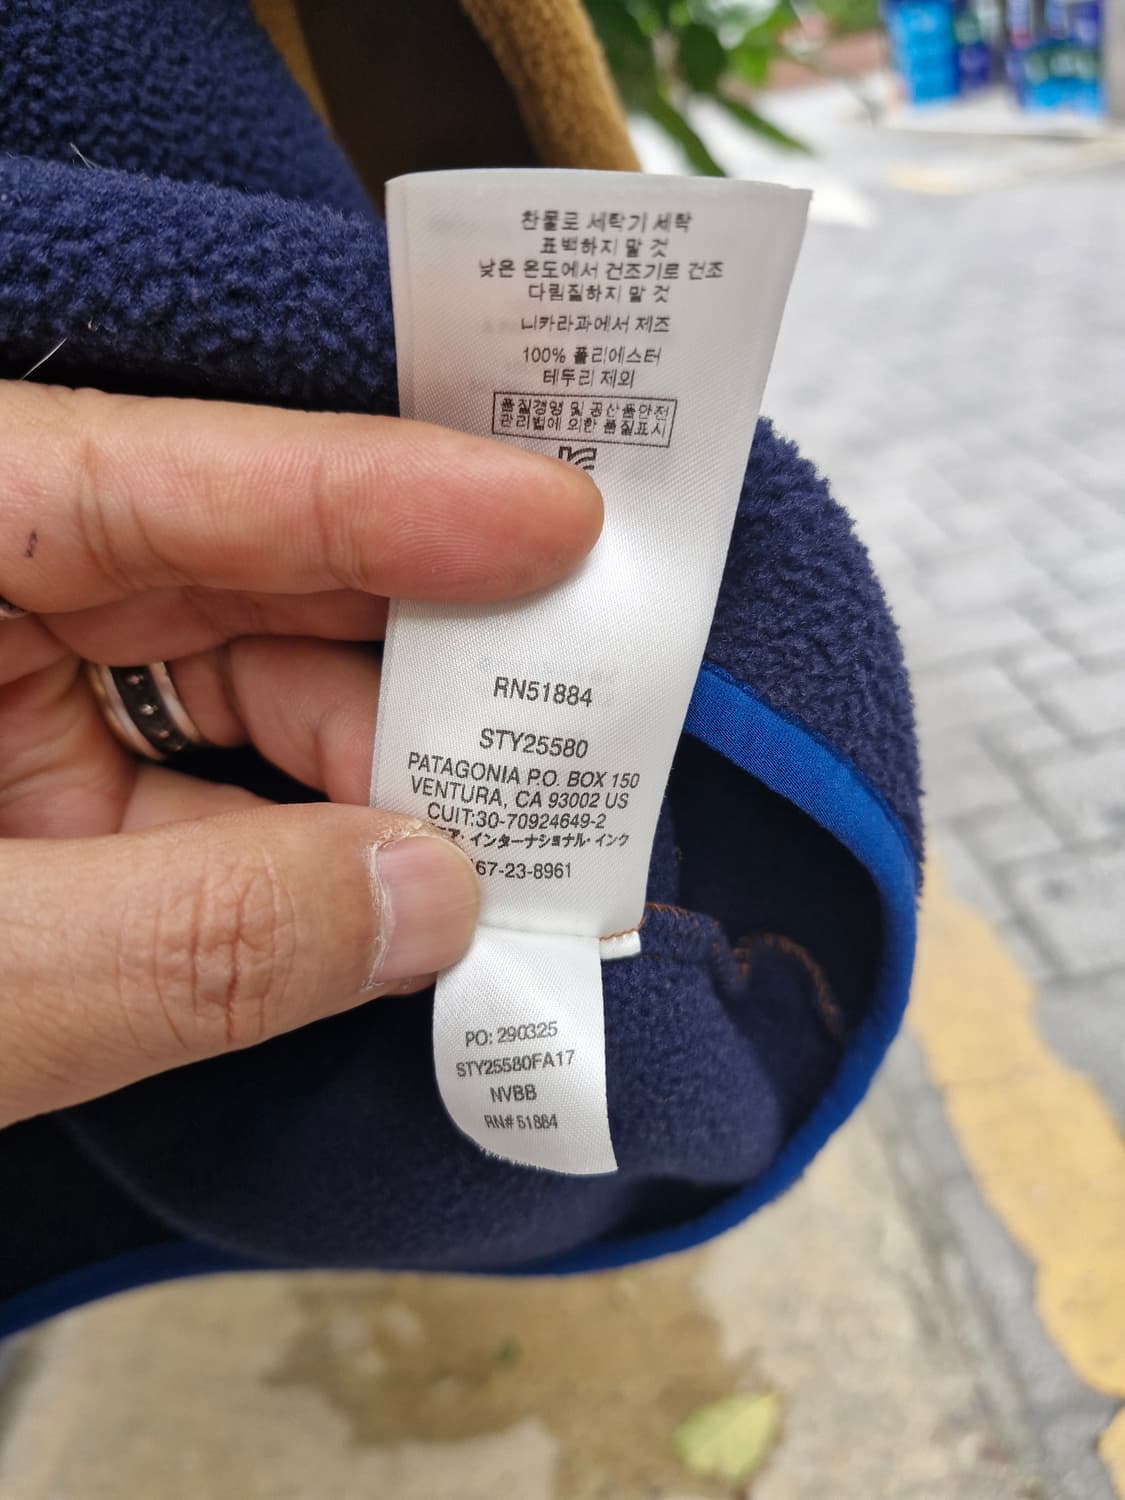 찬물로 세탁기 세탁
표백하지 말 것
낮은 온도에서 건조기로 건조
다림질하지 말 것
니카라과에서 제조
100% 폴리에스터
테두리 제외
품질경영 및 공산품안전
관리법에 의한 품질표시
RN51884
STY25580
PATAGONIA P.O. BOX 150
VENTURA, CA 93002 US
CUIT:30-70924649-2
インターナショナル・インク
67-23-8961
PO: 290325
STY25580FA17
NVBB
RN# 51884